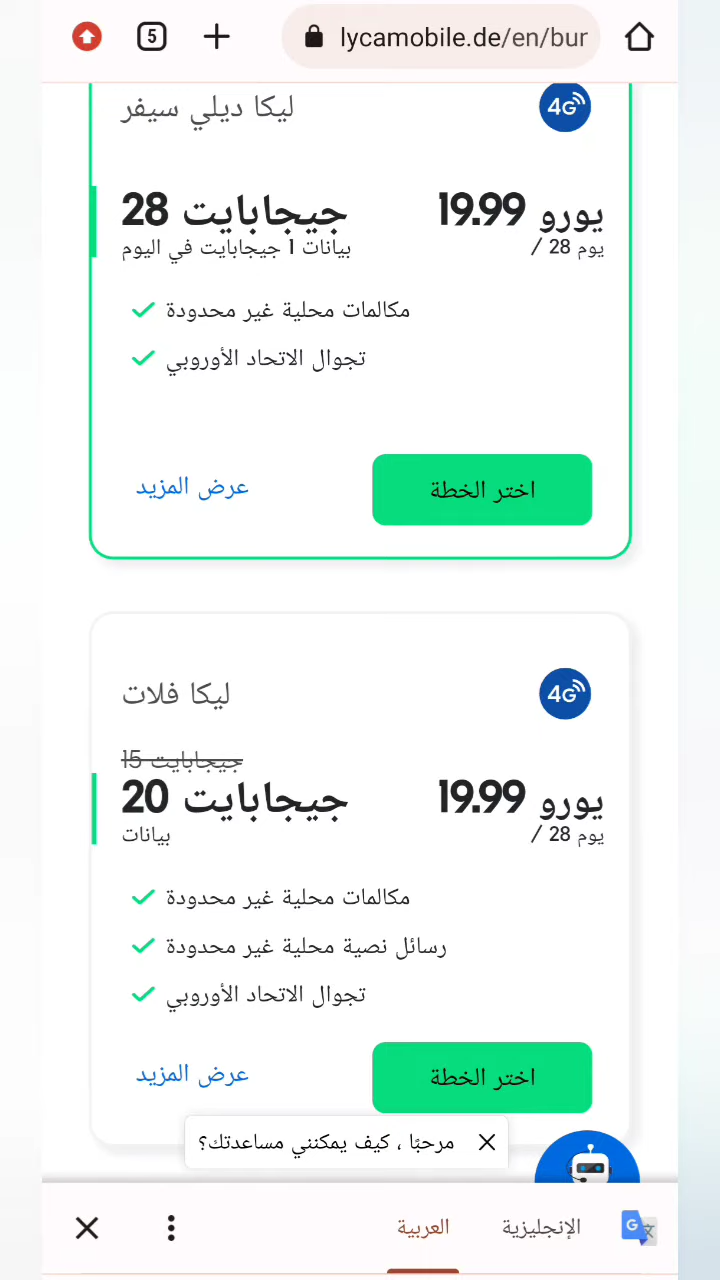 5
lycamobile.de/en/bur
ليكا ديلي سيفر
4G
28 جيجابايت
19.99 يورو
بيانات 1 جيجابايت في اليوم
/ 28 يوم
مكالمات محلية غير محدودة
تجوال الاتحاد الأوروبي
عرض المزيد
اختر الخطة
ليكا فلات
4G
15 جيجابايت
20 جيجابايت
19.99 يورو
بيانات
/ 28 يوم
مكالمات محلية غير محدودة
رسائل نصية محلية غير محدودة
تجوال الاتحاد الأوروبي
عرض المزيد
اختر الخطة
مرحبًا ، كيف يمكنني مساعدتك؟
العربية
الإنجليزية